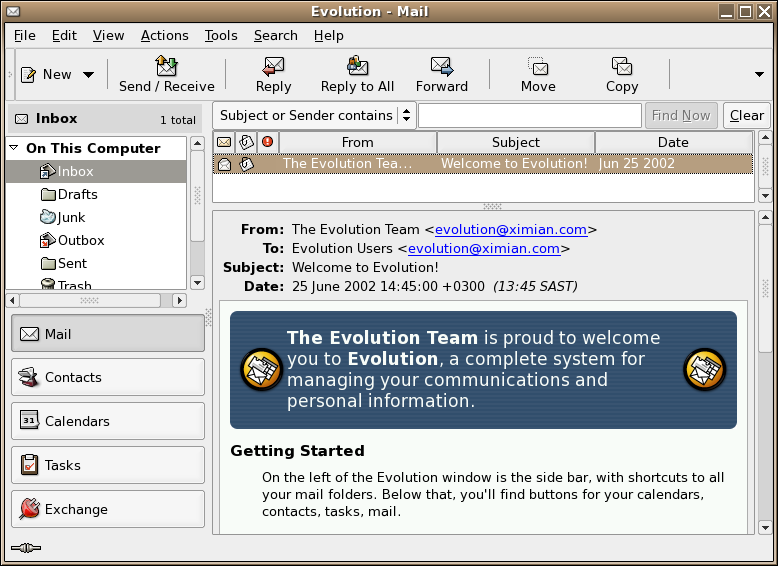 Evolution - Mail
File Edit View Actions Tools Search Help
New Send / Receive Reply Reply to All Forward Move Copy
Inbox 1 total
Subject or Sender contains Find Now Clear
On This Computer
Inbox
Drafts
Junk
Outbox
Sent
Trash
Mail
Contacts
31 Calendars
Tasks
Exchange
From Subject Date
The Evolution Tea... Welcome to Evolution! Jun 25 2002
From: The Evolution Team <evolution@ximian.com>
To: Evolution Users <evolution@ximian.com>
Subject: Welcome to Evolution!
Date: 25 June 2002 14:45:00 +0300 (13:45 SAST)
The Evolution Team is proud to welcome
you to Evolution, a complete system for
managing your communications and
personal information.
Getting Started
On the left of the Evolution window is the side bar, with shortcuts to all
your mail folders. Below that, you'll find buttons for your calendars,
contacts, tasks, mail.